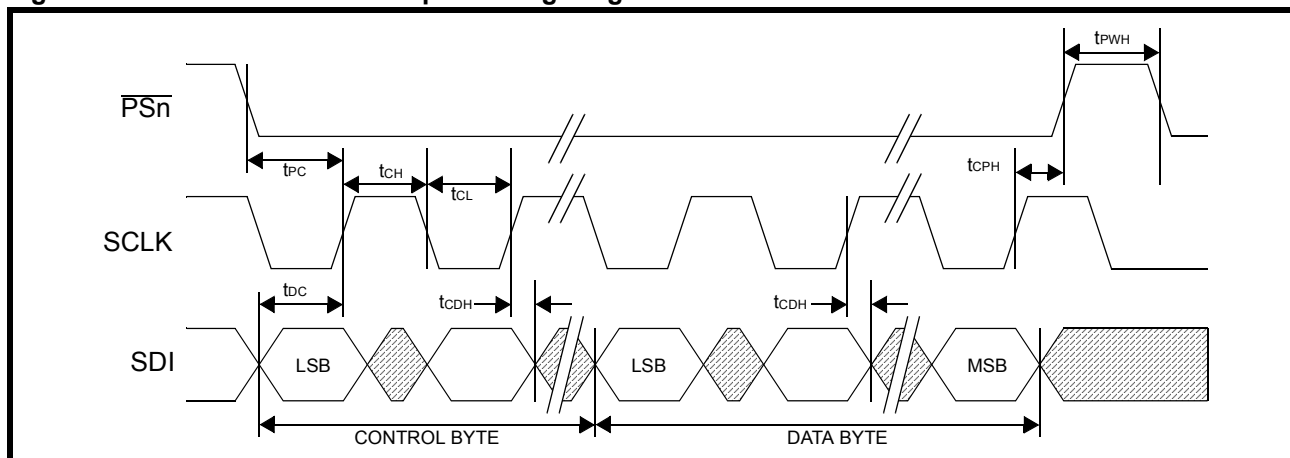 tPWH
PSn
tPC
tCH
tCL
tCPH
SCLK
tDC
tCDH
tCDH
SDI
LSB
LSB
MSB
CONTROL BYTE
DATA BYTE